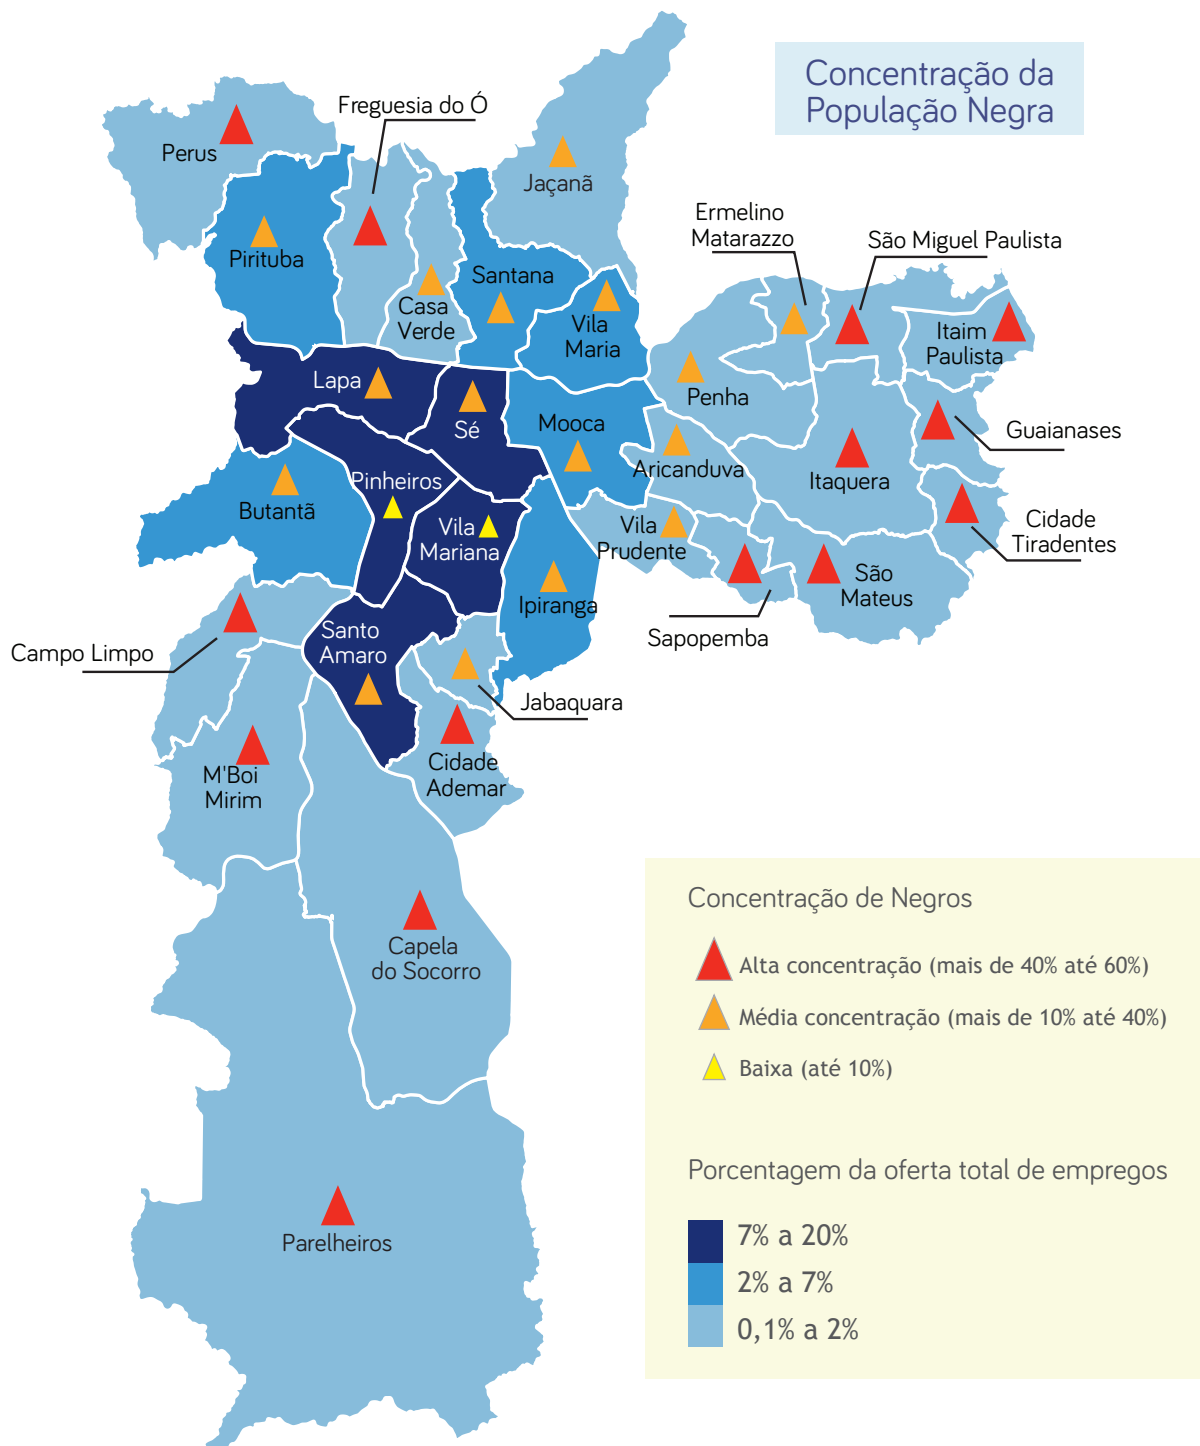 Concentração da
População Negra
Freguesia do Ó
Perus
Jaçanã
Ermelino
Matarazzo
São Miguel Paulista
Pirituba
Santana
Casa
Verde
Vila
Maria
Itaim
Paulista
Lapa
Penha
Sé
Mooca
Guaianases
Aricanduva
Itaquera
Pinheiros
Butantã
Vila
Mariana
Vila
Prudente
Cidade
Tiradentes
São
Mateus
Ipiranga
Sapopemba
Santo
Amaro
Campo Limpo
Jabaquara
Cidade
Ademar
M'Boi
Mirim
Capela
do Socorro
Parelheiros
Concentração de Negros
Alta concentração (mais de 40% até 60%)
Média concentração (mais de 10% até 40%)
Baixa (até 10%)
Porcentagem da oferta total de empregos
7% a 20%
2% a 7%
0,1% a 2%